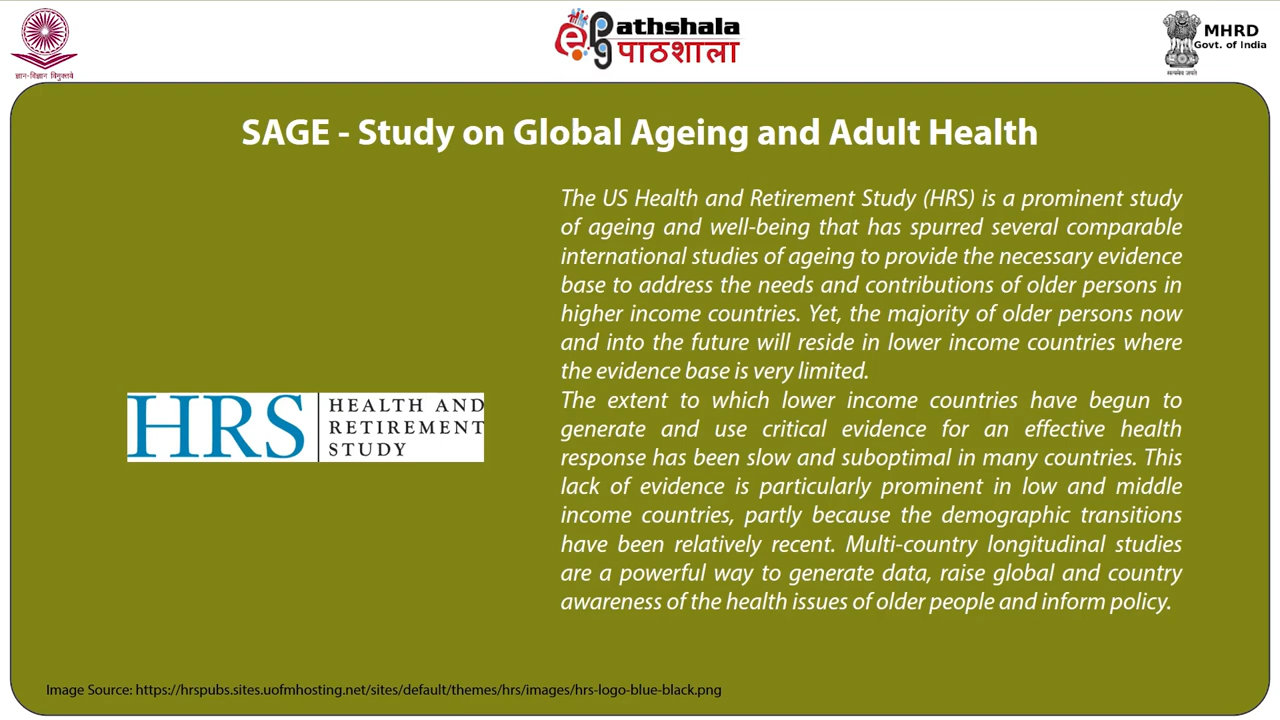 ज्ञान-विज्ञान विमुक्तये
ePathshala
पाठशाला
MHRD
Govt. of India
सत्यमेव जयते
SAGE - Study on Global Ageing and Adult Health
The US Health and Retirement Study (HRS) is a prominent study
of ageing and well-being that has spurred several comparable
international studies of ageing to provide the necessary evidence
base to address the needs and contributions of older persons in
higher income countries. Yet, the majority of older persons now
and into the future will reside in lower income countries where
the evidence base is very limited.
The extent to which lower income countries have begun to
generate and use critical evidence for an effective health
response has been slow and suboptimal in many countries. This
lack of evidence is particularly prominent in low and middle
income countries, partly because the demographic transitions
have been relatively recent. Multi-country longitudinal studies
are a powerful way to generate data, raise global and country
awareness of the health issues of older people and inform policy.
HRS
HEALTH AND
RETIREMENT
STUDY
Image Source: https://hrspubs.sites.uofmhosting.net/sites/default/themes/hrs/images/hrs-logo-blue-black.png